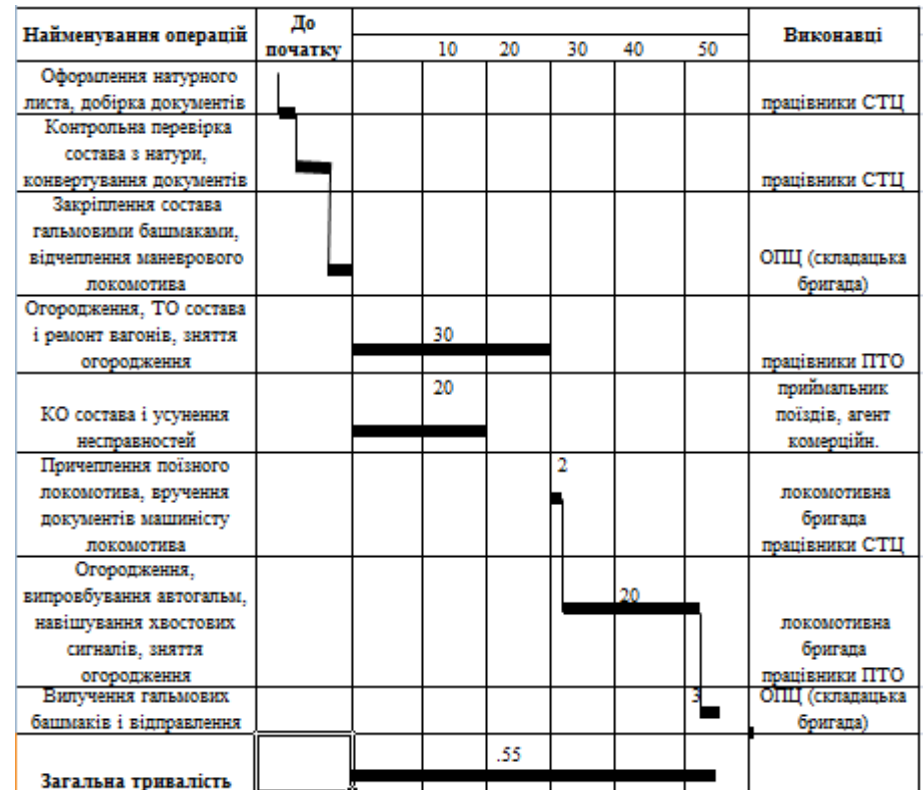 Найменування операцій
До
початку
10 20 30 40 50
Виконавці
Оформлення натурного
листа, добірка документів
працівники СТЦ
Контрольна перевірка
состава з натури,
конвертування документів
працівники СТЦ
Закріплення состава
гальмовими башмаками,
відчеплення маневрового
локомотива
ОПЦ (складацька
бригада)
Огородження, ТО состава
і ремонт вагонів, зняття
огородження
30
працівники ПТО
КО состава і усунення
несправностей
20
приймальник
поїздів, агент
комерційн.
Причеплення поїзного
локомотива, вручення
документів машиністу
локомотива
2
локомотивна
бригада
працівники СТЦ
Огородження,
випровбування автогальм,
навішування хвостових
сигналів, зняття
огородження
20
локомотивна
бригада
працівники ПТО
Вилучення гальмових
башмаків і відправлення
3
ОПЦ (складацька
бригада)
Загальна тривалість
.55